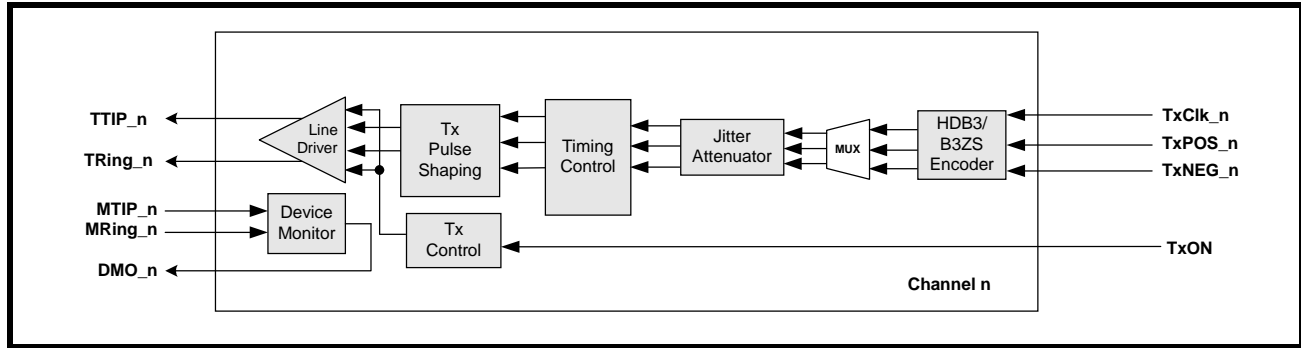 TTIP_n
TRing_n
MTIP_n
MRing_n
DMO_n
Line
Driver
Device
Monitor
Tx
Pulse
Shaping
Tx
Control
Timing
Control
Jitter
Attenuator
MUX
HDB3/
B3ZS
Encoder
TxClk_n
TxPOS_n
TxNEG_n
TxON
Channel n